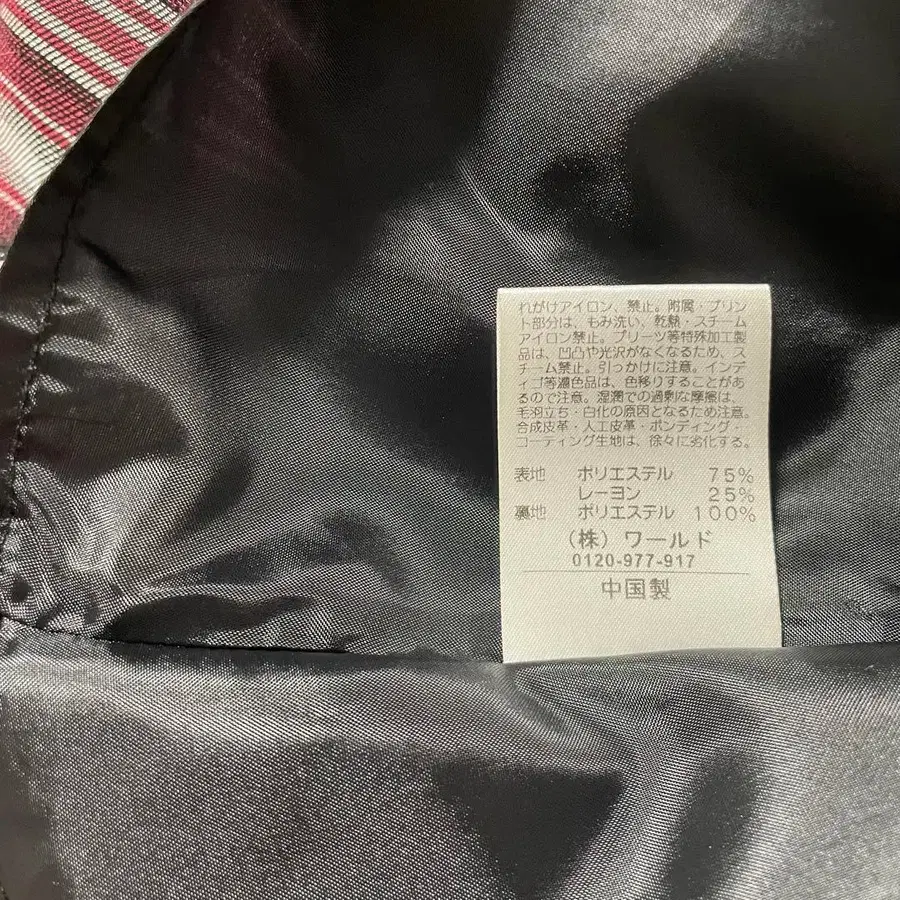 れがけアイロン、禁止。附属・プリン
ト部分は、もみ洗い、乾熱・スチーム
アイロン禁止。プリーツ等特殊加工製
品は、凹凸や光沢がなくなるため、ス
チーム禁止。引っかけに注意。インデ
ィゴ等濃色品は、色移りすることがあ
るので注意。湿潤での過剰な摩擦は、
毛羽立ち・白化の原因となるため注意。
合成皮革・人工皮革・ボンディング・
コーティング生地は、徐々に劣化する。
表地 ポリエステル 75%
レーヨン 25%
裏地 ポリエステル 100%
(株)ワールド
0120-977-917
中国製